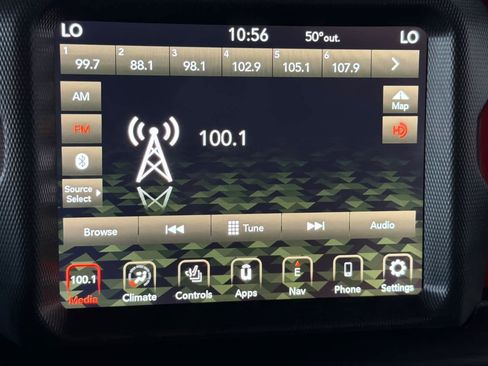 LO 10:56 50°out. LO
1 2 3 4 5 6
99.7 88.1 98.1 102.9 105.1 107.9
AM
Map
FM
HD
100.1
Source
Select
Browse Tune Audio
100.1 E
Media Climate Controls Apps Nav Phone Settings